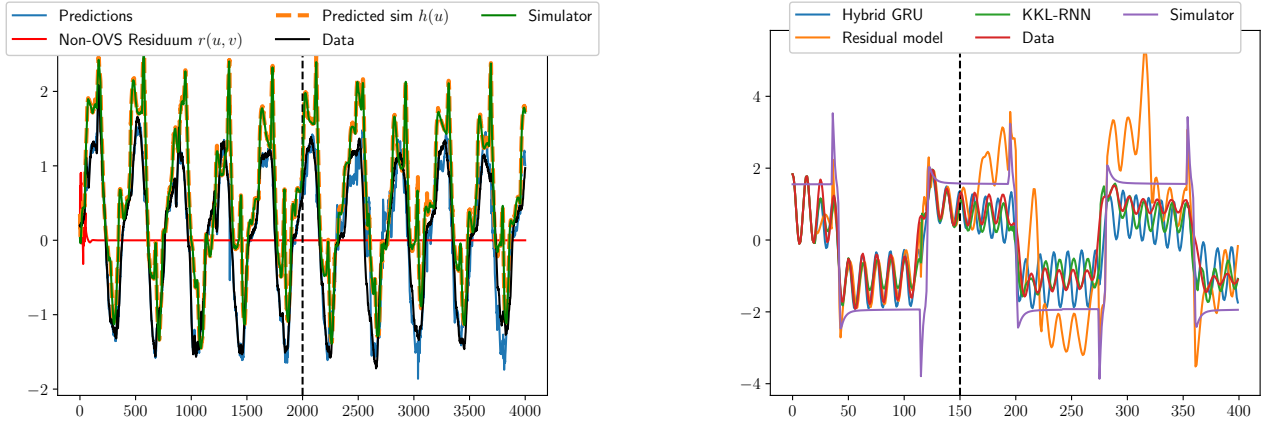 Predictions Predicted sim h(u) Simulator
Non-OVS Residuum r(u, v) Data
2
1
0
−1
−2
0 500 1000 1500 2000 2500 3000 3500 4000
Hybrid GRU KKL-RNN Simulator
Residual model Data
4
2
0
−2
−4
0 50 100 150 200 250 300 350 400